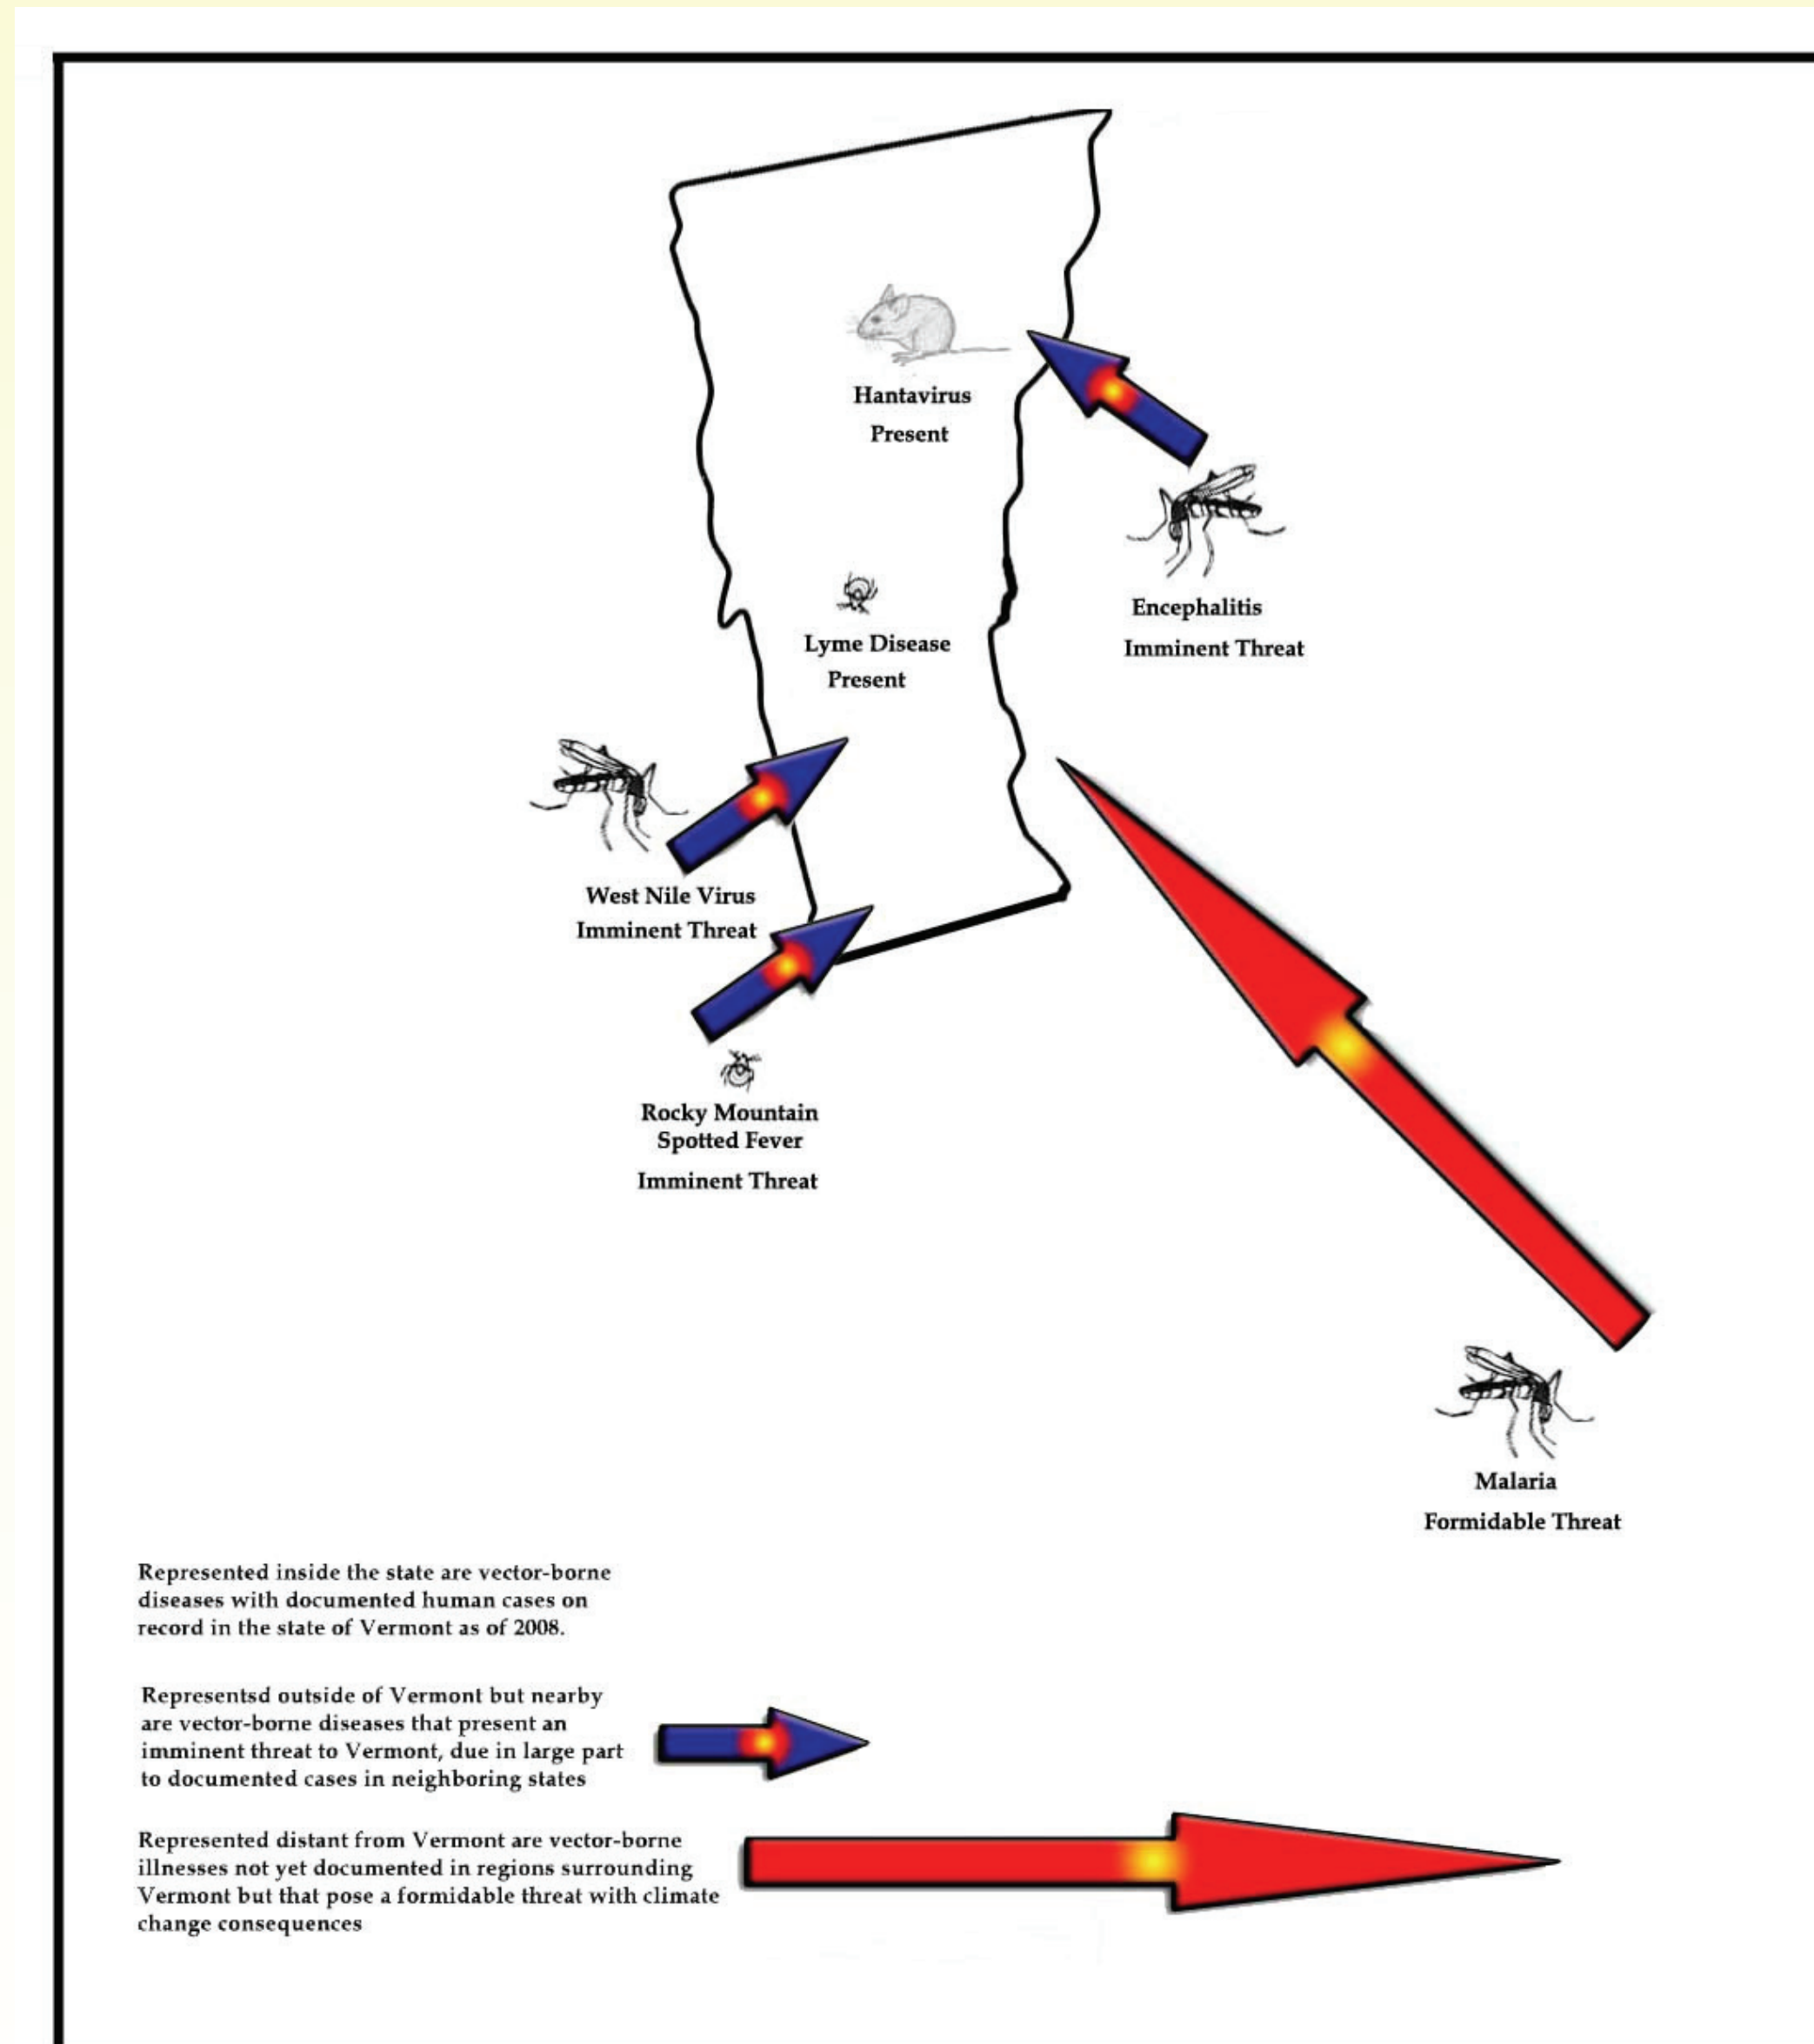 Hantavirus
Present
Encephalitis
Imminent Threat
Lyme Disease
Present
West Nile Virus
Imminent Threat
Rocky Mountain
Spotted Fever
Imminent Threat
Malaria
Formidable Threat
Represented inside the state are vector-borne
diseases with documented human cases on
record in the state of Vermont as of 2008.
Representsd outside of Vermont but nearby
are vector-borne diseases that present an
imminent threat to Vermont, due in large part
to documented cases in neighboring states
Represented distant from Vermont are vector-borne
illnesses not yet documented in regions surrounding
Vermont but that pose a formidable threat with climate
change consequences